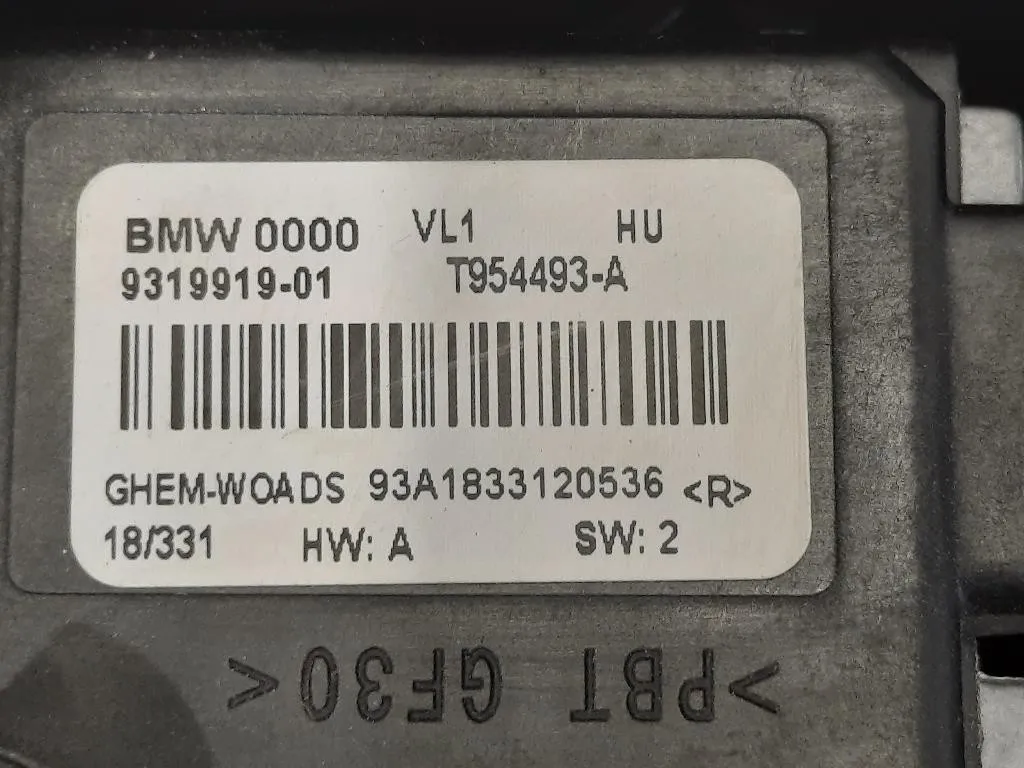 BMW 0000 VL1 HU
9319919-01 T954493-A
GHEM-WOADS 93A1833120536 <R>
18/331 HW: A SW: 2
>PBT GF30<